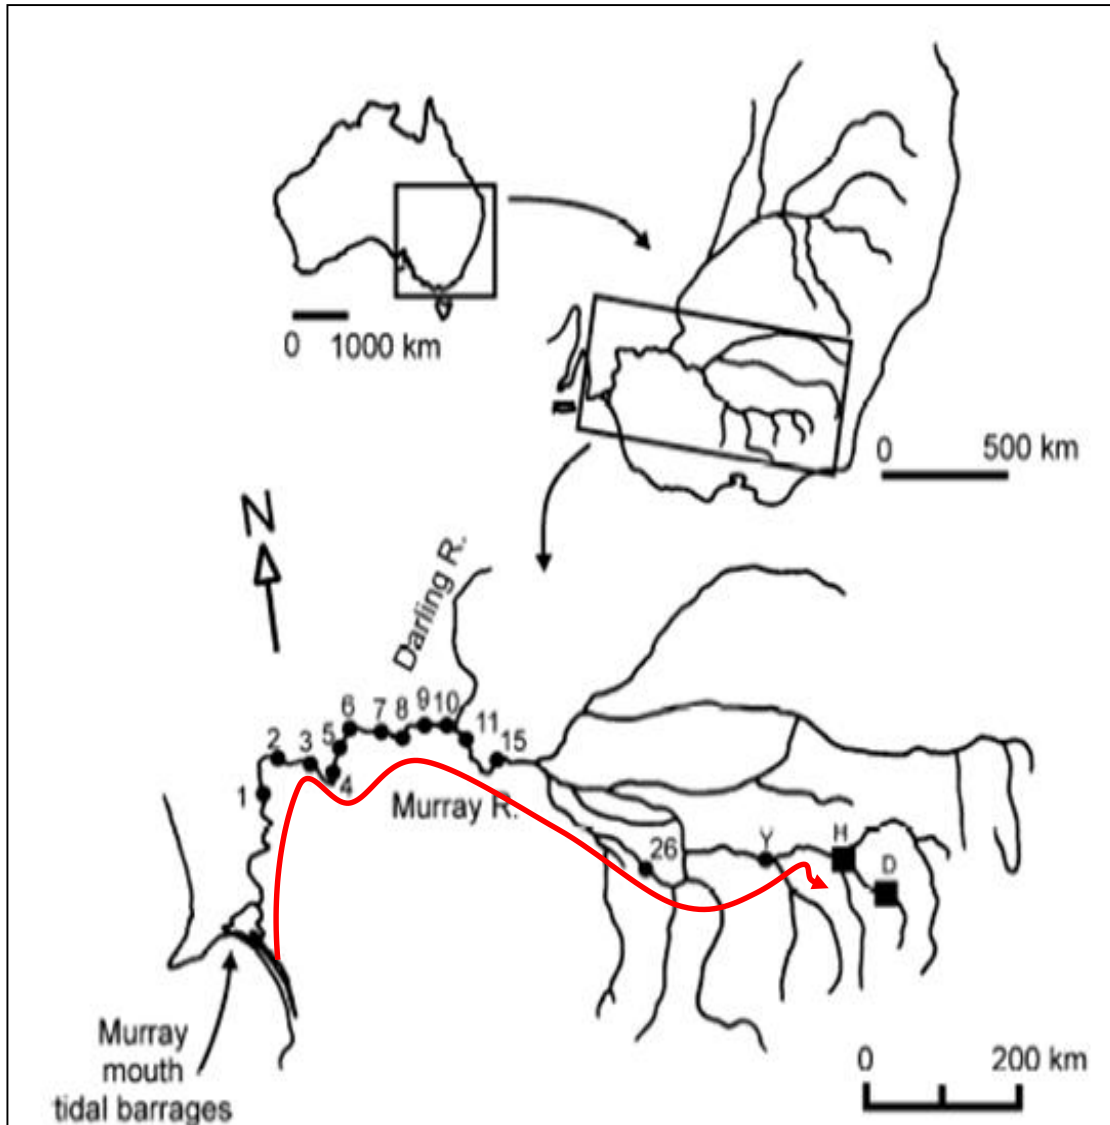 0 1000 km
0 500 km
N
Darling R.
6 7 8 9 10
2 3 5 11 15
1 4
Murray R.
26 Y H
D
Murray
mouth
tidal barrages
0 200 km